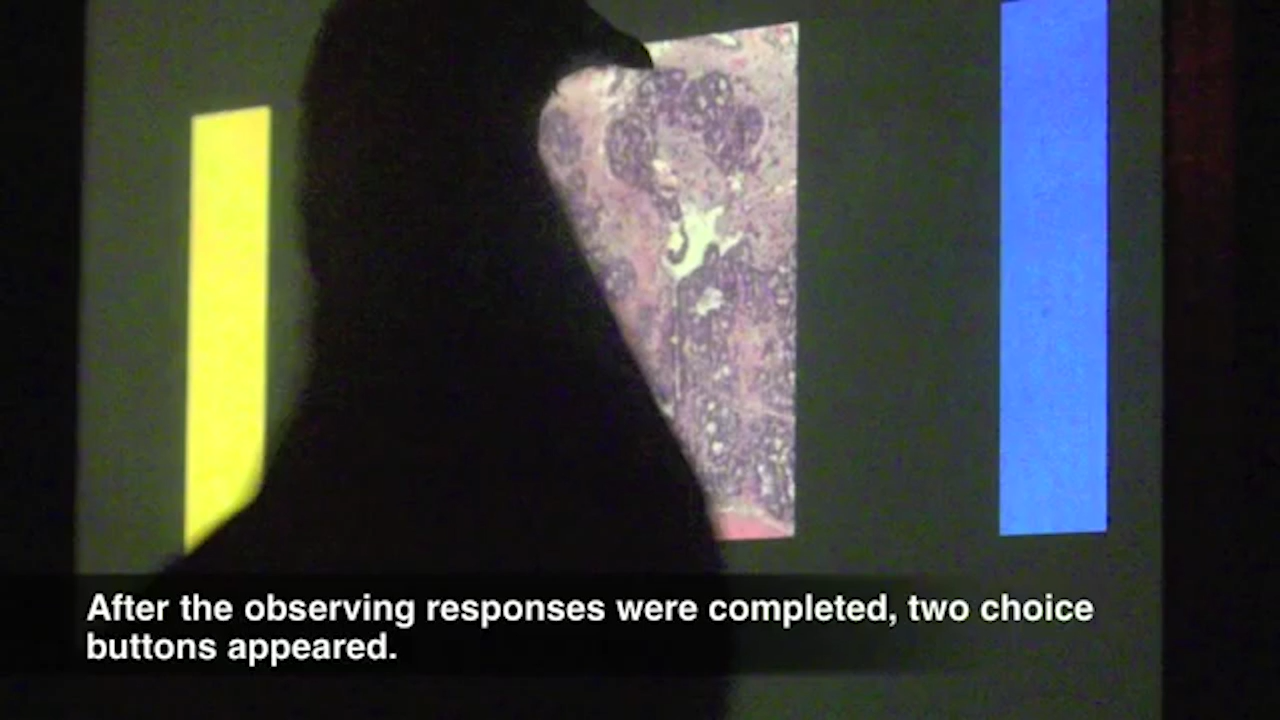 After the observing responses were completed, two choice
buttons appeared.